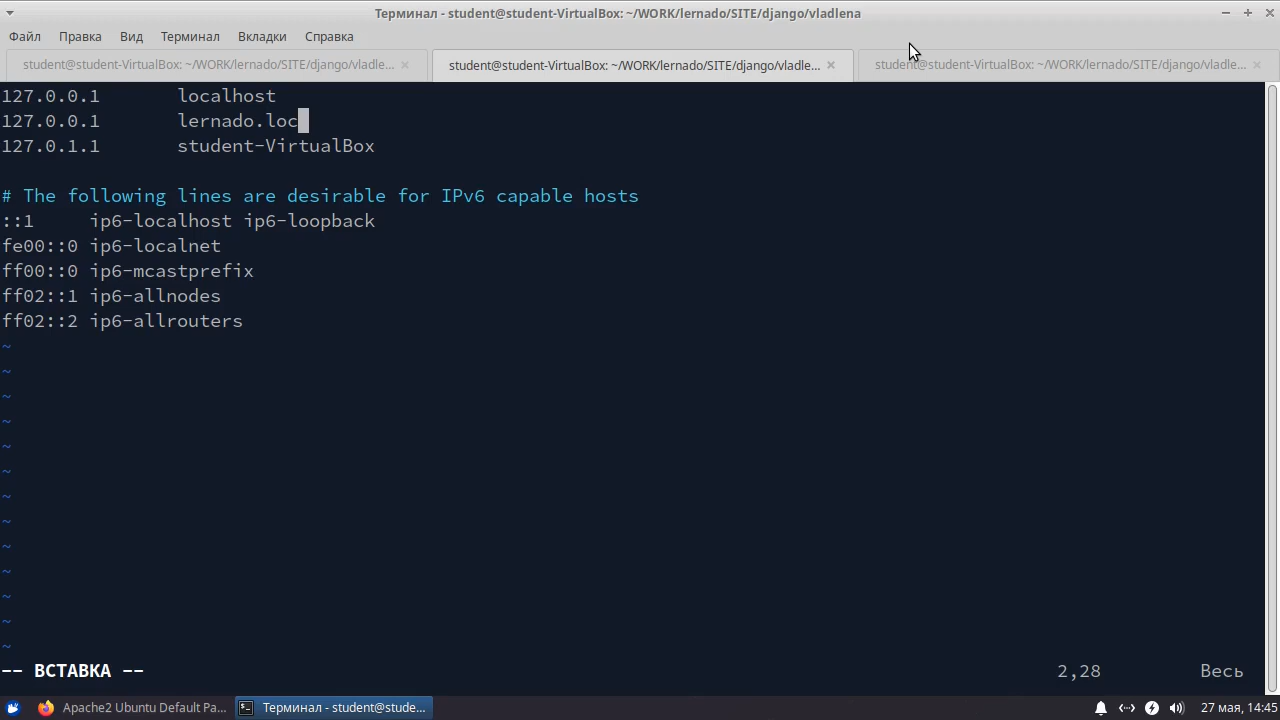 Терминал - student@student-VirtualBox: ~/WORK/lernado/SITE/django/vladlena
Файл Правка Вид Терминал Вкладки Справка
student@student-VirtualBox: ~/WORK/lernado/SITE/django/vladle... student@student-VirtualBox: ~/WORK/lernado/SITE/django/vladle... student@student-VirtualBox: ~/WORK/lernado/SITE/django/vladle...
127.0.0.1 localhost
127.0.0.1 lernado.loc
127.0.1.1 student-VirtualBox
# The following lines are desirable for IPv6 capable hosts
::1 ip6-localhost ip6-loopback
fe00::0 ip6-localnet
ff00::0 ip6-mcastprefix
ff02::1 ip6-allnodes
ff02::2 ip6-allrouters
~
~
~
~
~
~
~
~
~
~
~
~
~
-- ВСТАВКА -- 2,28 Весь
Apache2 Ubuntu Default Pa... Терминал - student@stude... 27 мая, 14:45